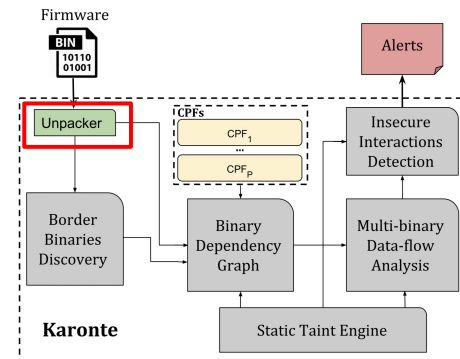 Firmware
BIN
10110
01001
Alerts
Unpacker
CPFs
CPF1
...
CPFP
Insecure
Interactions
Detection
Border
Binaries
Discovery
Binary
Dependency
Graph
Multi-binary
Data-flow
Analysis
Karonte
Static Taint Engine